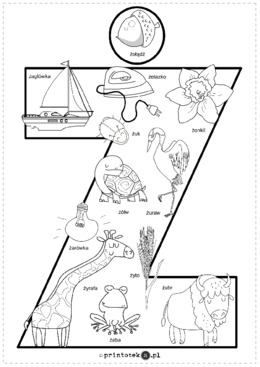 żołądź
żaglówka
żelazko
żonkil
żuk
żółw
żuraw
żarówka
żyto
żyrafa
żubr
żaba
printoteka.pl